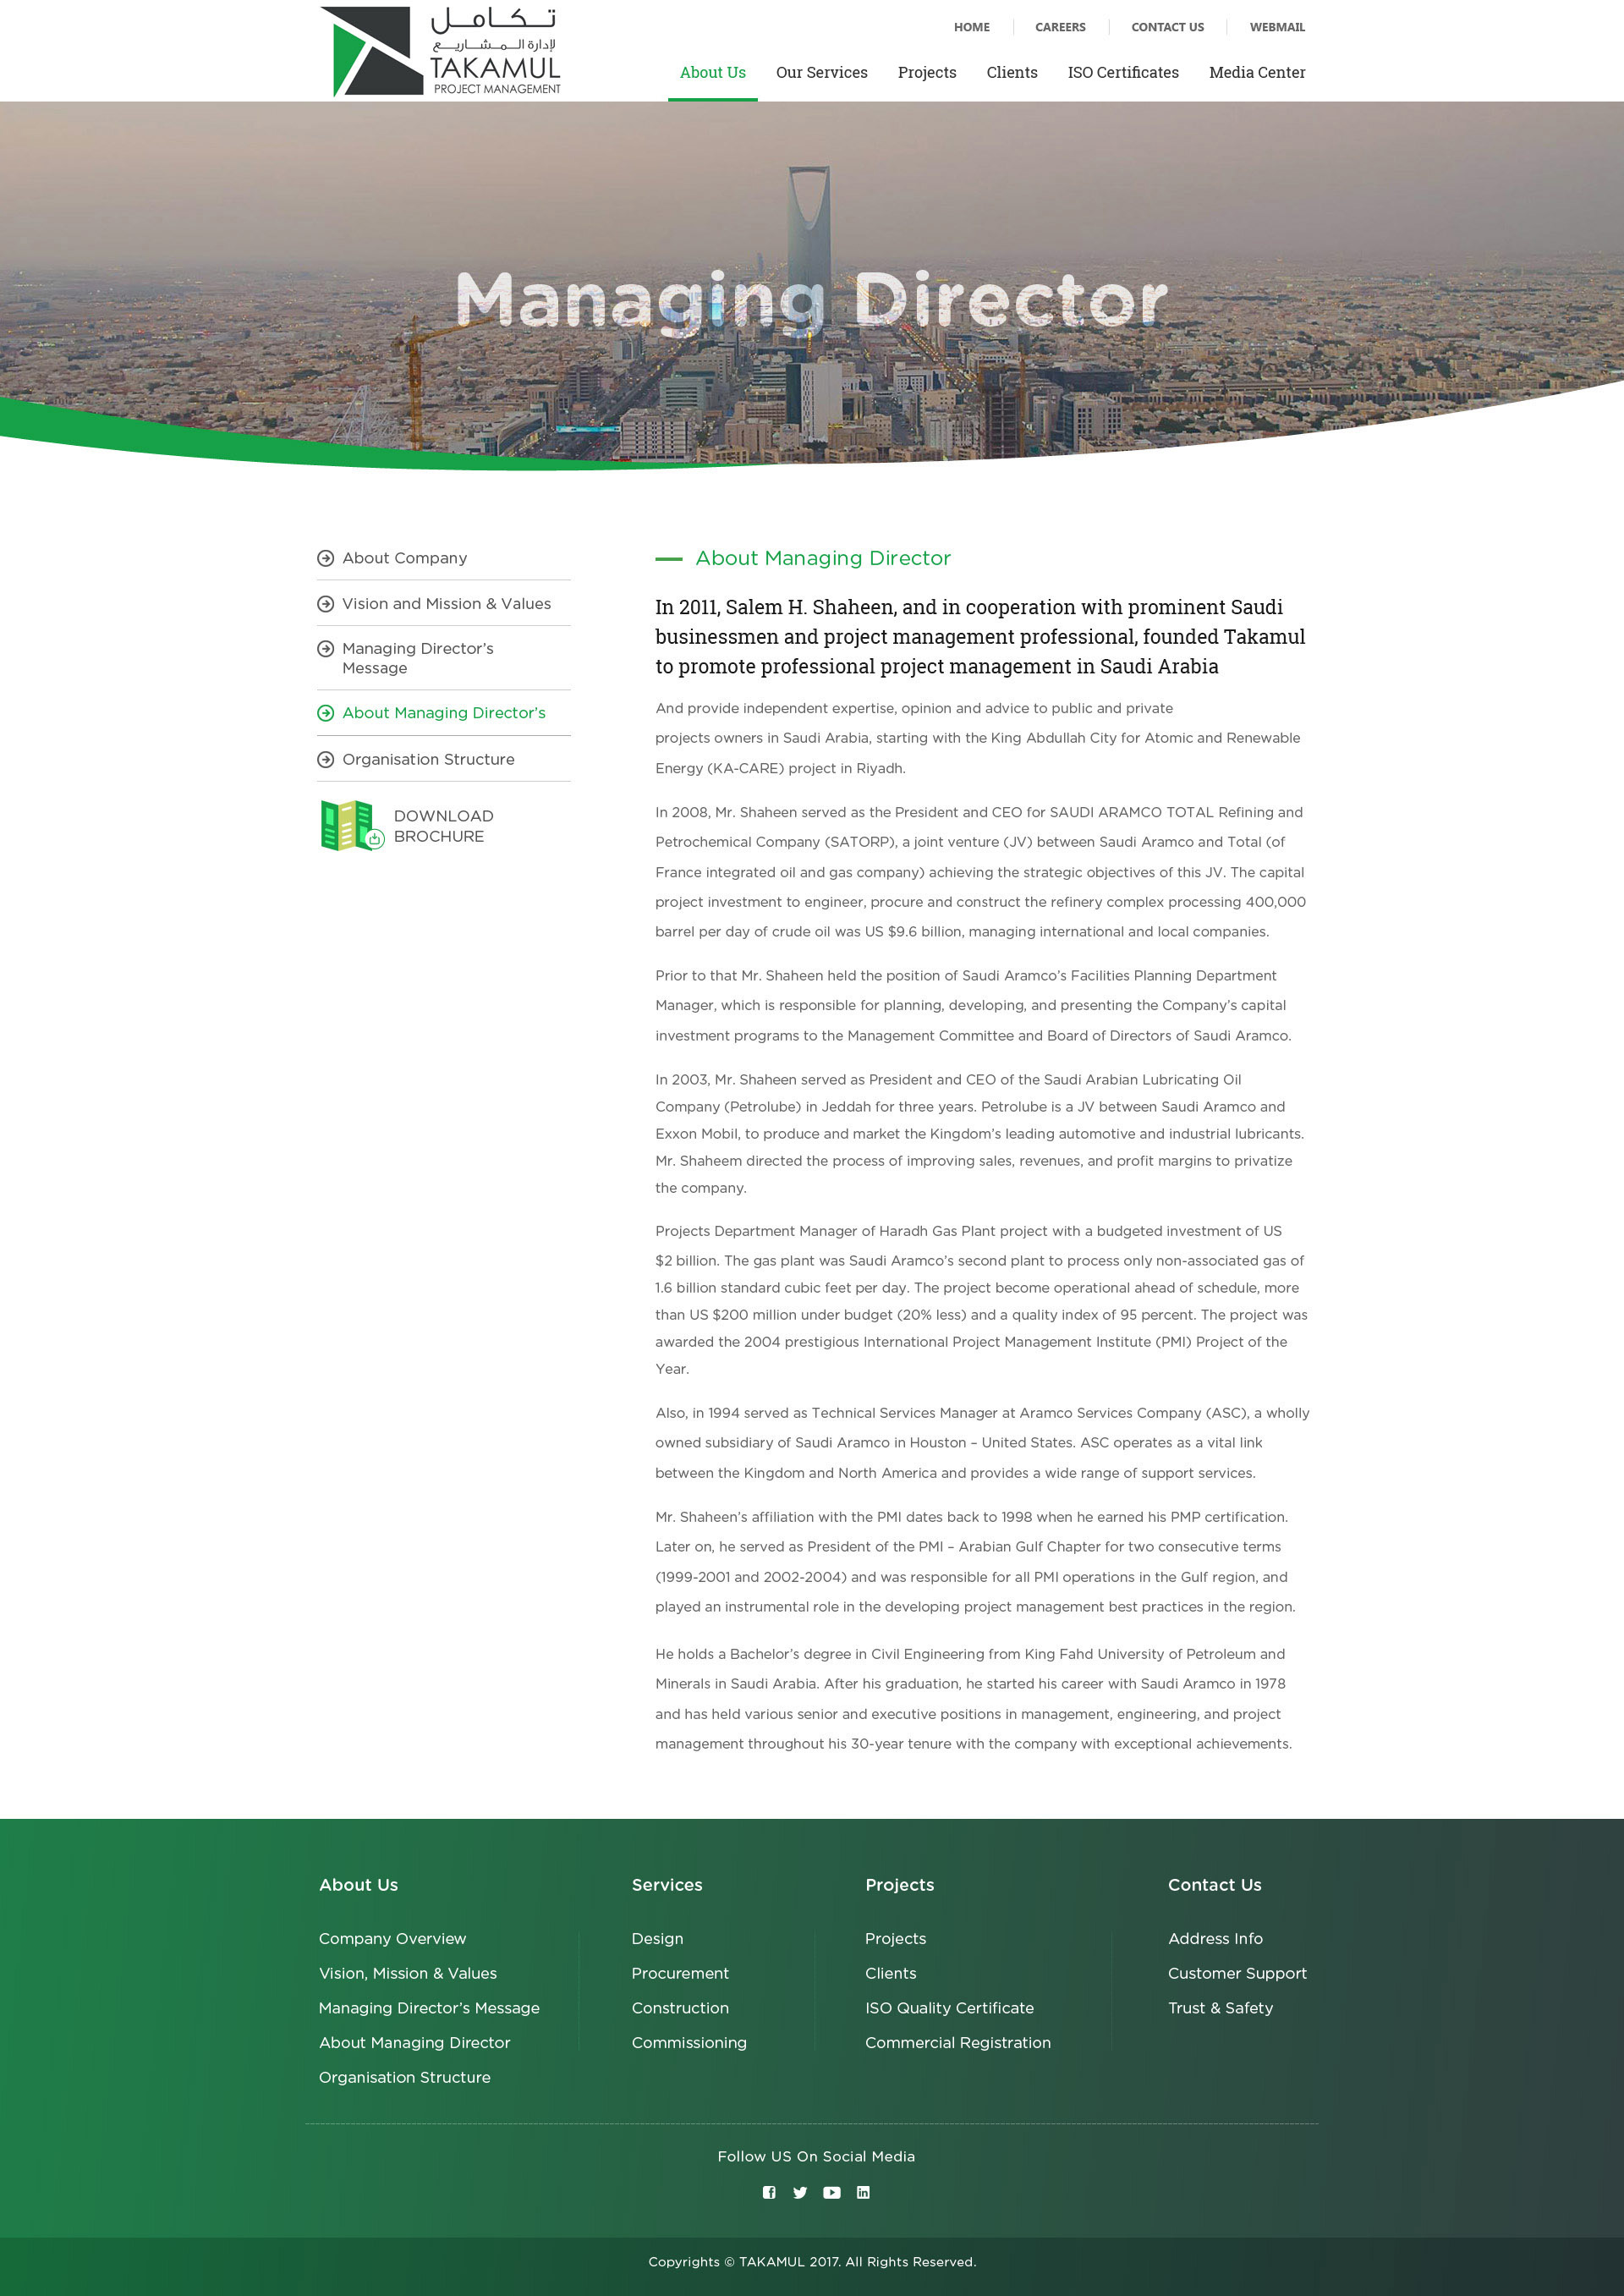 تكامل
لإدارة المشاريع
TAKAMUL
PROJECT MANAGEMENT
HOME
CAREERS
CONTACT US
WEBMAIL
About Us
Our Services
Projects
Clients
ISO Certificates
Media Center
Managing Director
About Company
Vision and Mission & Values
Managing Director’s
Message
About Managing Director’s
Organisation Structure
DOWNLOAD
BROCHURE
About Managing Director
In 2011, Salem H. Shaheen, and in cooperation with prominent Saudi
businessmen and project management professional, founded Takamul
to promote professional project management in Saudi Arabia
And provide independent expertise, opinion and advice to public and private
projects owners in Saudi Arabia, starting with the King Abdullah City for Atomic and Renewable
Energy (KA-CARE) project in Riyadh.
In 2008, Mr. Shaheen served as the President and CEO for SAUDI ARAMCO TOTAL Refining and
Petrochemical Company (SATORP), a joint venture (JV) between Saudi Aramco and Total (of
France integrated oil and gas company) achieving the strategic objectives of this JV. The capital
project investment to engineer, procure and construct the refinery complex processing 400,000
barrel per day of crude oil was US $9.6 billion, managing international and local companies.
Prior to that Mr. Shaheen held the position of Saudi Aramco’s Facilities Planning Department
Manager, which is responsible for planning, developing, and presenting the Company’s capital
investment programs to the Management Committee and Board of Directors of Saudi Aramco.
In 2003, Mr. Shaheen served as President and CEO of the Saudi Arabian Lubricating Oil
Company (Petrolube) in Jeddah for three years. Petrolube is a JV between Saudi Aramco and
Exxon Mobil, to produce and market the Kingdom’s leading automotive and industrial lubricants.
Mr. Shaheem directed the process of improving sales, revenues, and profit margins to privatize
the company.
Projects Department Manager of Haradh Gas Plant project with a budgeted investment of US
$2 billion. The gas plant was Saudi Aramco’s second plant to process only non-associated gas of
1.6 billion standard cubic feet per day. The project become operational ahead of schedule, more
than US $200 million under budget (20% less) and a quality index of 95 percent. The project was
awarded the 2004 prestigious International Project Management Institute (PMI) Project of the
Year.
Also, in 1994 served as Technical Services Manager at Aramco Services Company (ASC), a wholly
owned subsidiary of Saudi Aramco in Houston – United States. ASC operates as a vital link
between the Kingdom and North America and provides a wide range of support services.
Mr. Shaheen’s affiliation with the PMI dates back to 1998 when he earned his PMP certification.
Later on, he served as President of the PMI – Arabian Gulf Chapter for two consecutive terms
(1999-2001 and 2002-2004) and was responsible for all PMI operations in the Gulf region, and
played an instrumental role in the developing project management best practices in the region.
He holds a Bachelor’s degree in Civil Engineering from King Fahd University of Petroleum and
Minerals in Saudi Arabia. After his graduation, he started his career with Saudi Aramco in 1978
and has held various senior and executive positions in management, engineering, and project
management throughout his 30-year tenure with the company with exceptional achievements.
About Us
Company Overview
Vision, Mission & Values
Managing Director’s Message
About Managing Director
Organisation Structure
Services
Design
Procurement
Construction
Commissioning
Projects
Projects
Clients
ISO Quality Certificate
Commercial Registration
Contact Us
Address Info
Customer Support
Trust & Safety
Follow US On Social Media
Copyrights © TAKAMUL 2017. All Rights Reserved.